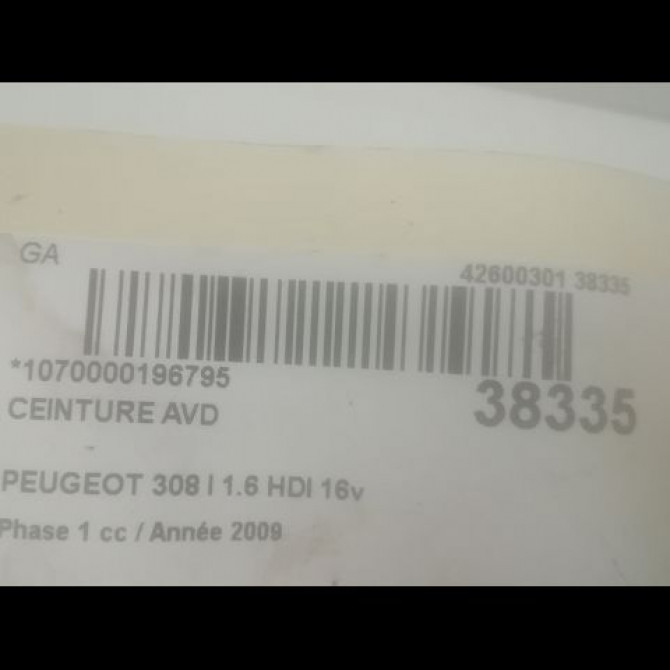 GA
42600301 38335
*1070000196795
38335
CEINTURE AVD
PEUGEOT 308 I 1.6 HDI 16v
Phase 1 cc / Année 2009